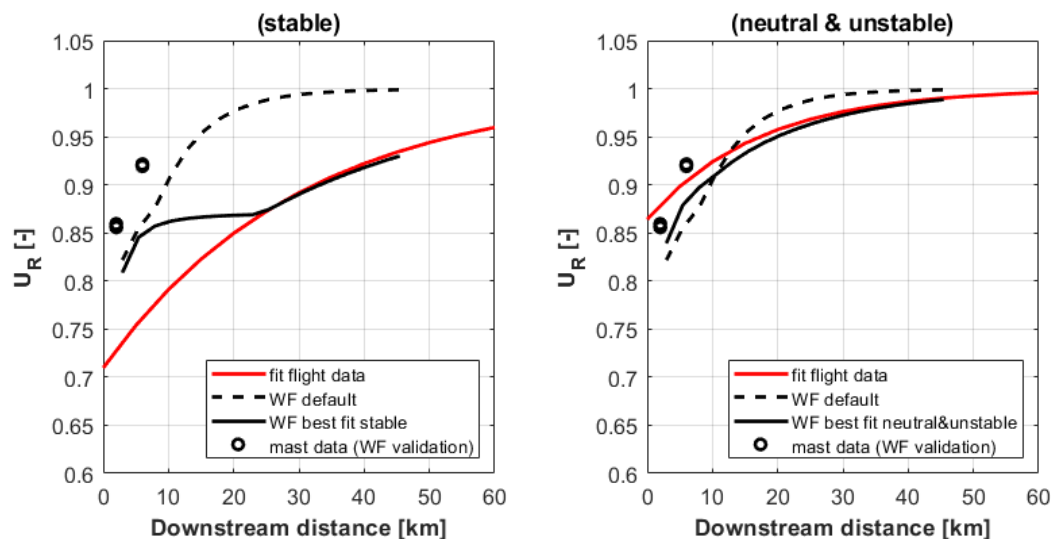 (stable)
1.05
1
0.95
0.9
0.85
0.8
0.75
0.7
0.65
0.6
U_R [-]
fit flight data
WF default
WF best fit stable
mast data (WF validation)
0 10 20 30 40 50 60
Downstream distance [km]
(neutral & unstable)
1.05
1
0.95
0.9
0.85
0.8
0.75
0.7
0.65
0.6
U_R [-]
fit flight data
WF default
WF best fit neutral&unstable
mast data (WF validation)
0 10 20 30 40 50 60
Downstream distance [km]